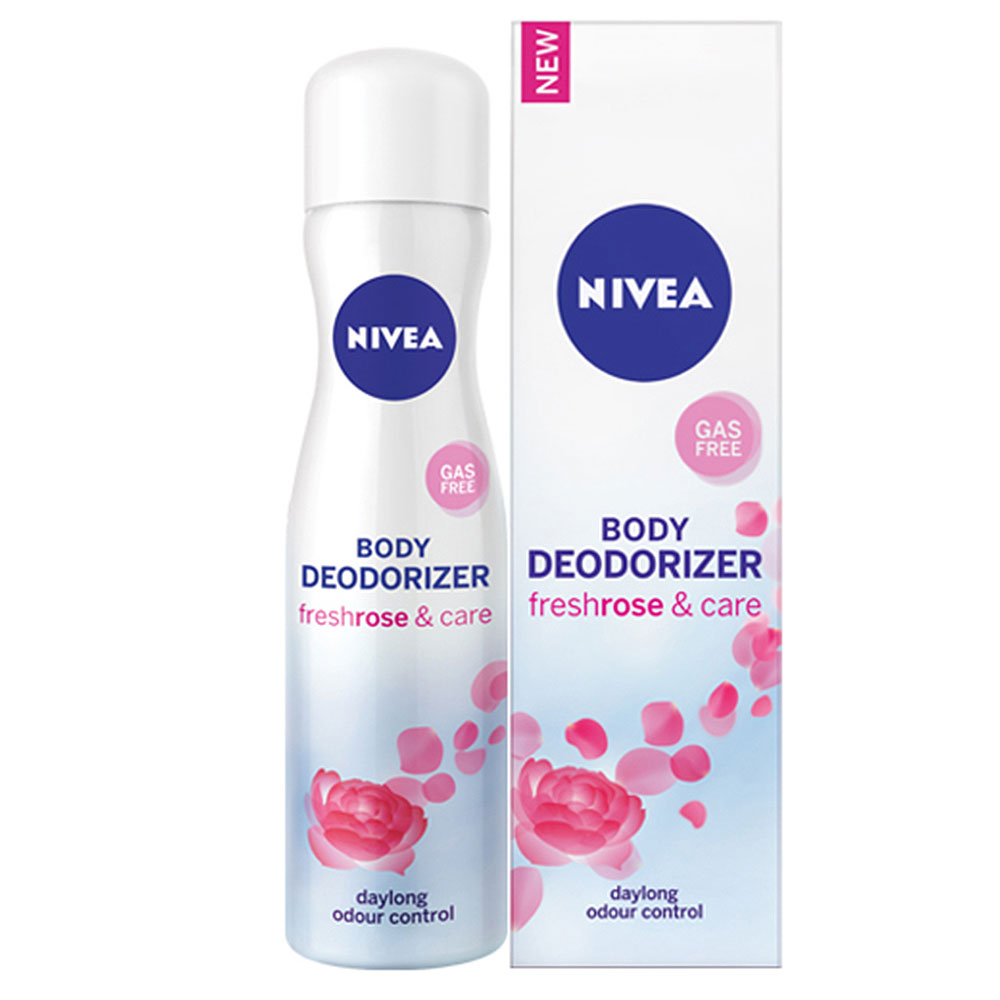 NIVEA
GAS
FREE
BODY
DEODORIZER
freshrose & care
daylong
odour control
NEW
NIVEA
GAS
FREE
BODY
DEODORIZER
freshrose & care
daylong
odour control